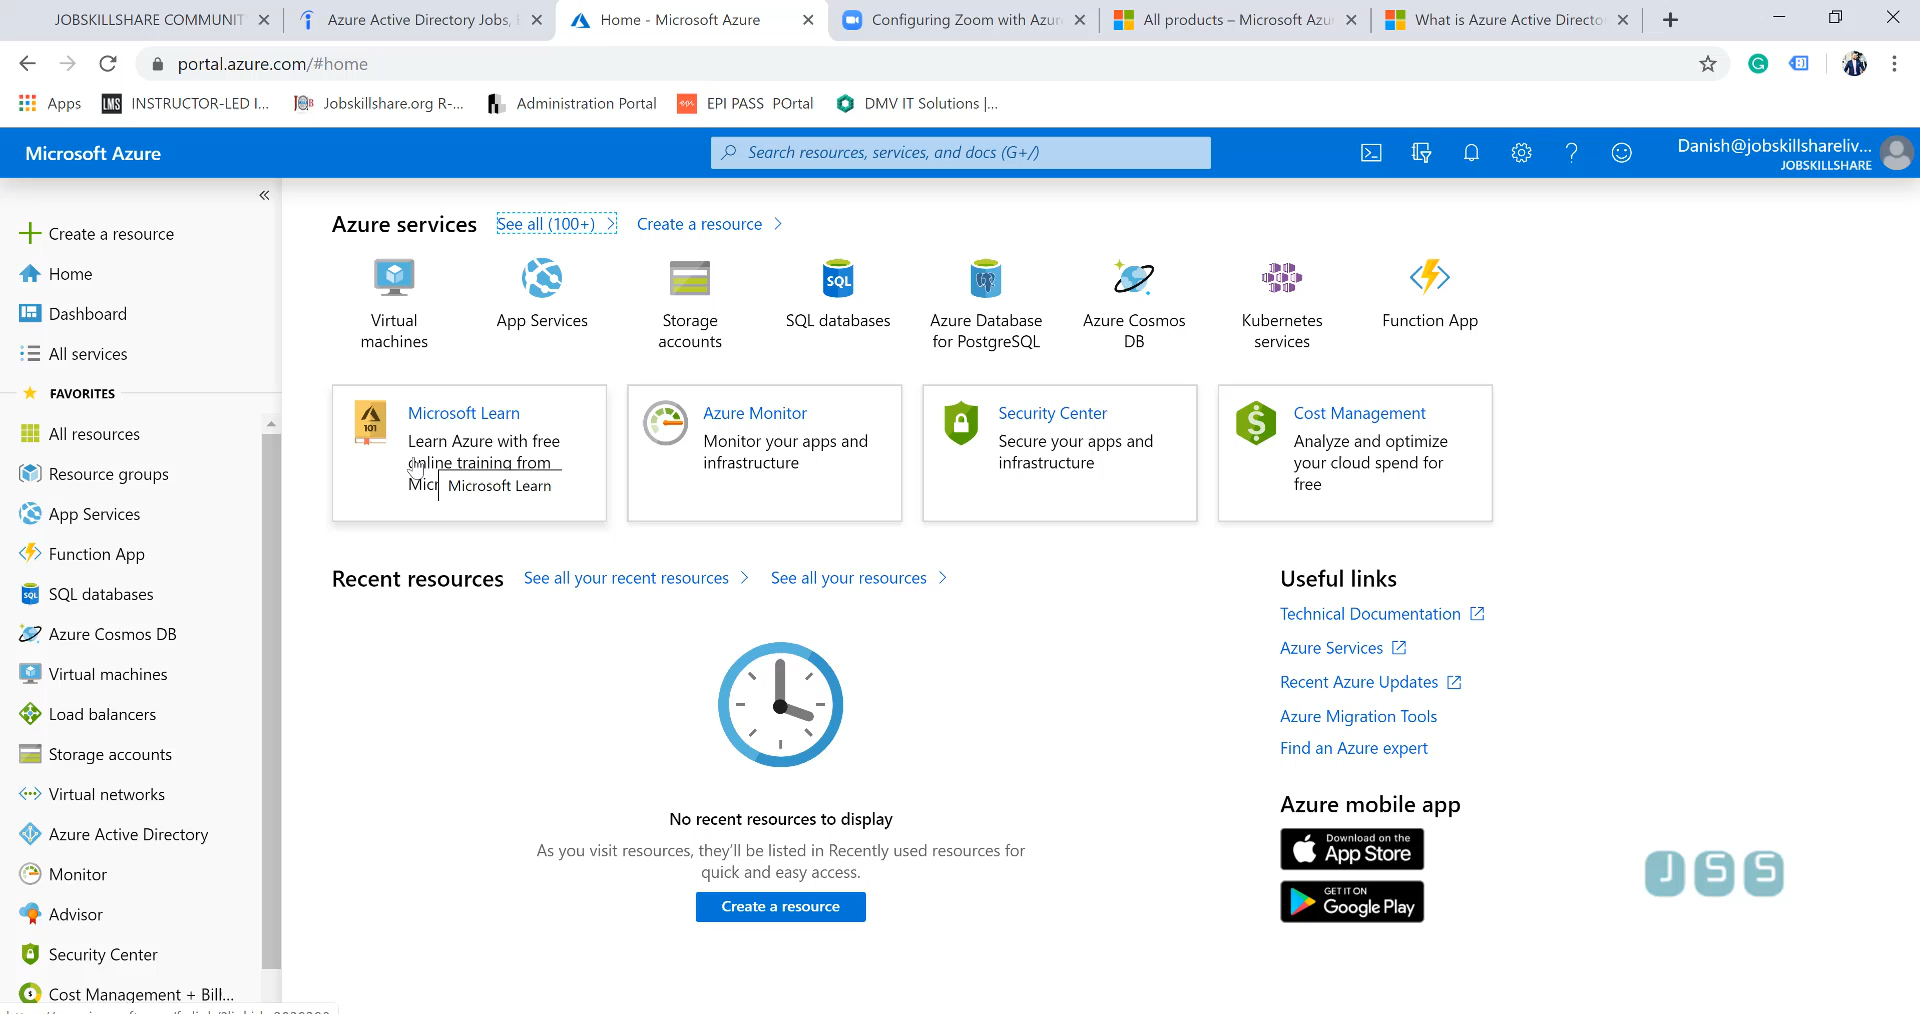 JOBSKILLSHARE COMMUNIT
Azure Active Directory Jobs,
Home - Microsoft Azure
Configuring Zoom with Azur
All products – Microsoft Azu
What is Azure Active Directo
portal.azure.com/#home
Apps
LMS
INSTRUCTOR-LED I...
Jobskillshare.org R-...
Administration Portal
EPI PASS POrtal
DMV IT Solutions |...
Microsoft Azure
Search resources, services, and docs (G+/)
Danish@jobskillshareliv...
JOBSKILLSHARE
Create a resource
Home
Dashboard
All services
FAVORITES
All resources
Resource groups
App Services
Function App
SQL databases
Azure Cosmos DB
Virtual machines
Load balancers
Storage accounts
Virtual networks
Azure Active Directory
Monitor
Advisor
Security Center
Cost Management + Bill...
Azure services
See all (100+)
Create a resource
Virtual
machines
App Services
Storage
accounts
SQL
SQL databases
Azure Database
for PostgreSQL
Azure Cosmos
DB
Kubernetes
services
Function App
101
Microsoft Learn
Learn Azure with free
online training from
Micr
Microsoft Learn
Azure Monitor
Monitor your apps and
infrastructure
Security Center
Secure your apps and
infrastructure
Cost Management
Analyze and optimize
your cloud spend for
free
Recent resources
See all your recent resources
See all your resources
No recent resources to display
As you visit resources, they'll be listed in Recently used resources for
quick and easy access.
Create a resource
Useful links
Technical Documentation
Azure Services
Recent Azure Updates
Azure Migration Tools
Find an Azure expert
Azure mobile app
Download on the
App Store
GET IT ON
Google Play
JSS